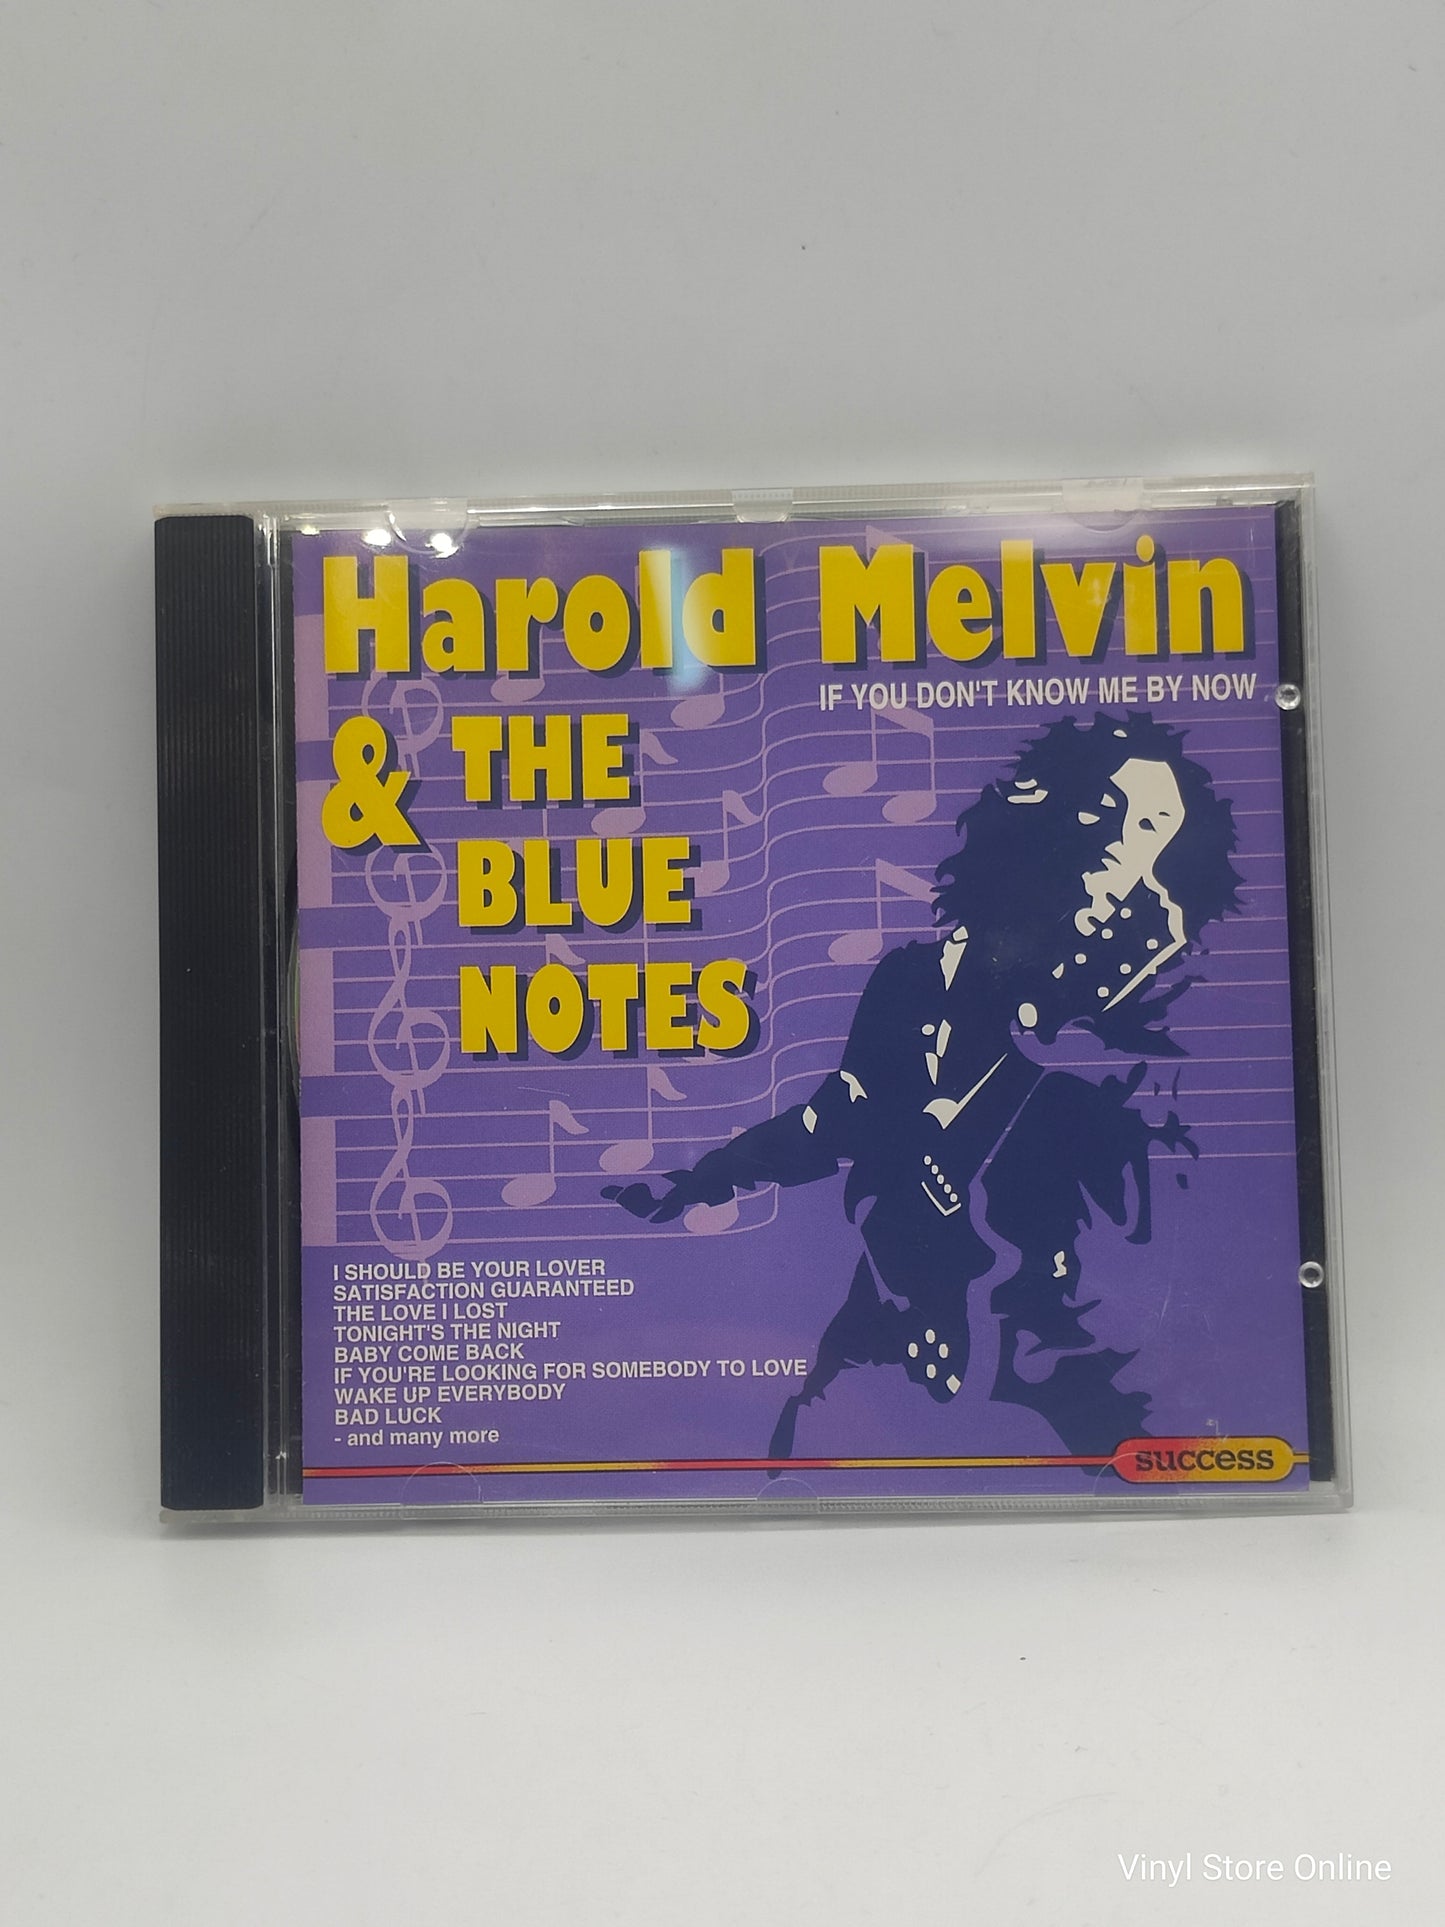 Harold Melvin
IF YOU DON'T KNOW ME BY NOW
& THE
BLUE
NOTES
I SHOULD BE YOUR LOVER
SATISFACTION GUARANTEED
THE LOVE I LOST
TONIGHT'S THE NIGHT
BABY COME BACK
IF YOU'RE LOOKING FOR SOMEBODY TO LOVE
WAKE UP EVERYBODY
BAD LUCK
- and many more
success
Vinyl Store Online